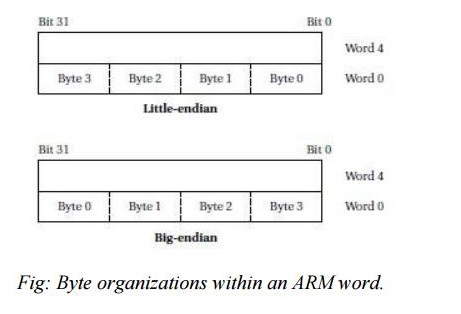 Bit 31 Bit 0
Word 4
Byte 3 Byte 2 Byte 1 Byte 0 Word 0
Little-endian
Bit 31 Bit 0
Word 4
Byte 0 Byte 1 Byte 2 Byte 3 Word 0
Big-endian
Fig: Byte organizations within an ARM word.